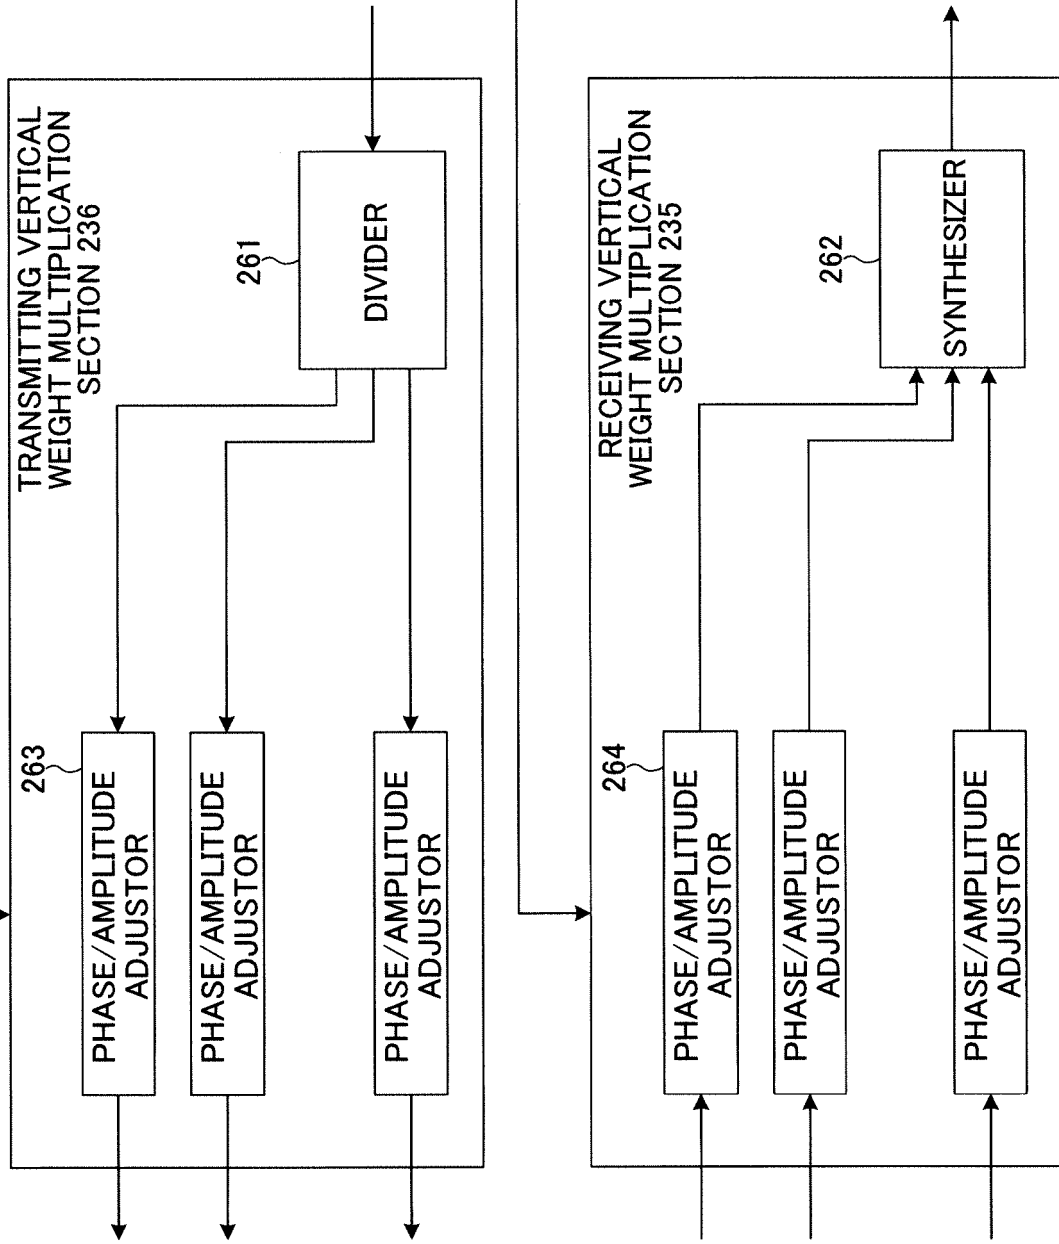 TRANSMITTING VERTICAL
WEIGHT MULTIPLICATION
SECTION 236
261
DIVIDER
263
PHASE/AMPLITUDE
ADJUSTOR
PHASE/AMPLITUDE
ADJUSTOR
PHASE/AMPLITUDE
ADJUSTOR
RECEIVING VERTICAL
WEIGHT MULTIPLICATION
SECTION 235
262
SYNTHESIZER
264
PHASE/AMPLITUDE
ADJUSTOR
PHASE/AMPLITUDE
ADJUSTOR
PHASE/AMPLITUDE
ADJUSTOR